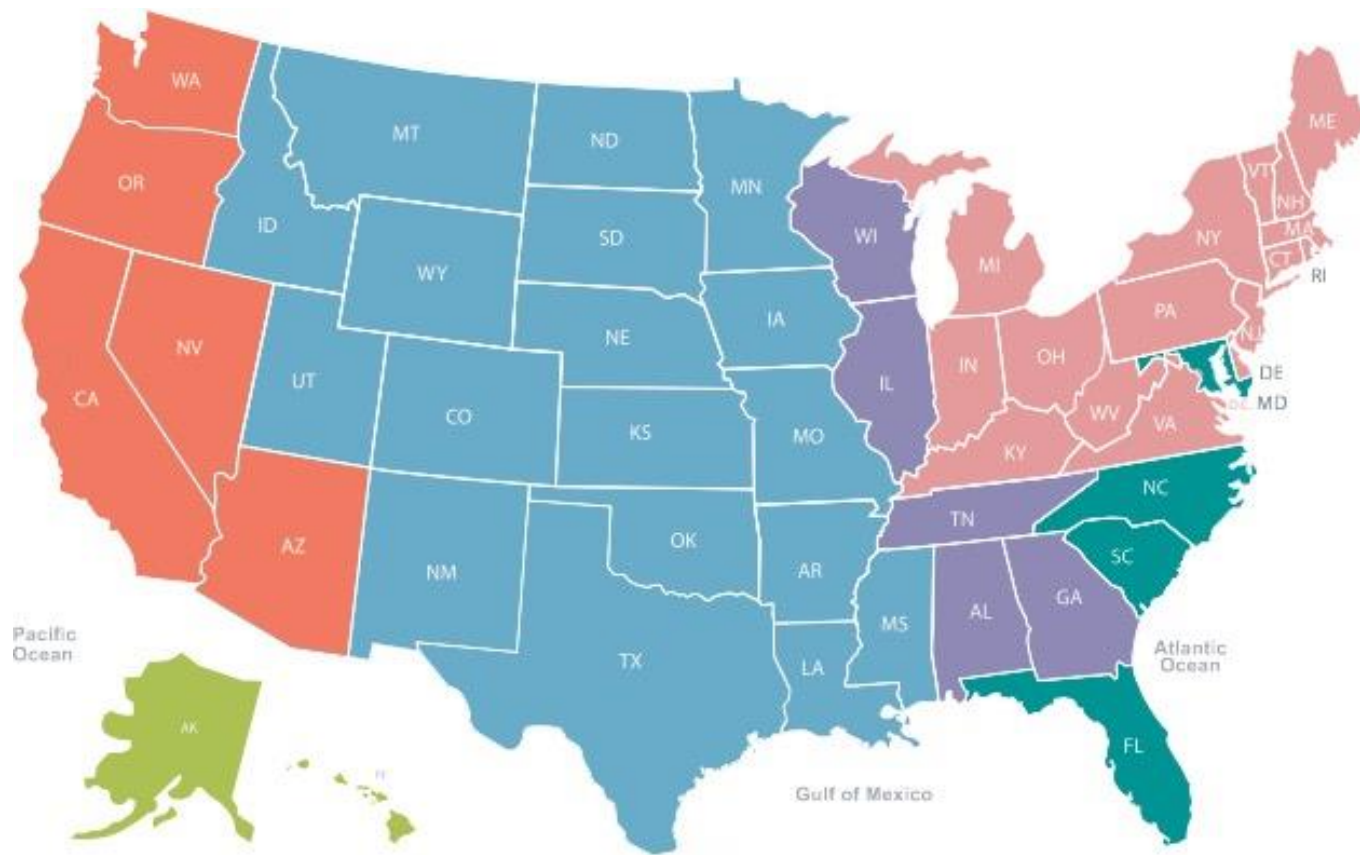 WA
MT
ND
ME
OR
ID
MN
VT
NH
SD
WI
MA
NY
WY
MI
CT
RI
IA
PA
NE
NV
NJ
UT
OH
IN
IL
DE
CA
CO
MD
WV
KS
MO
VA
KY
NC
TN
AZ
OK
SC
NM
AR
GA
AL
MS
Pacific
Ocean
Atlantic
Ocean
TX
LA
AK
FL
Gulf of Mexico